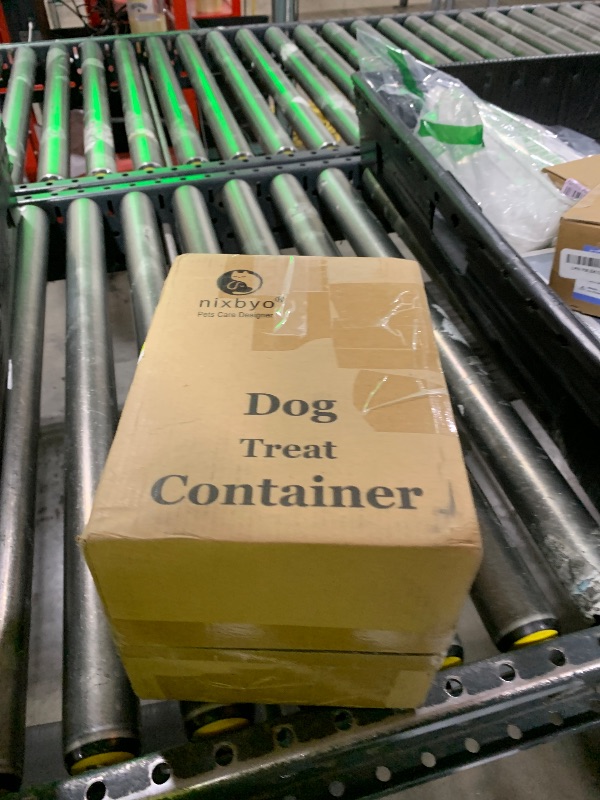 nixbyo®
Pets Care Designer
Dog
Treat
Container